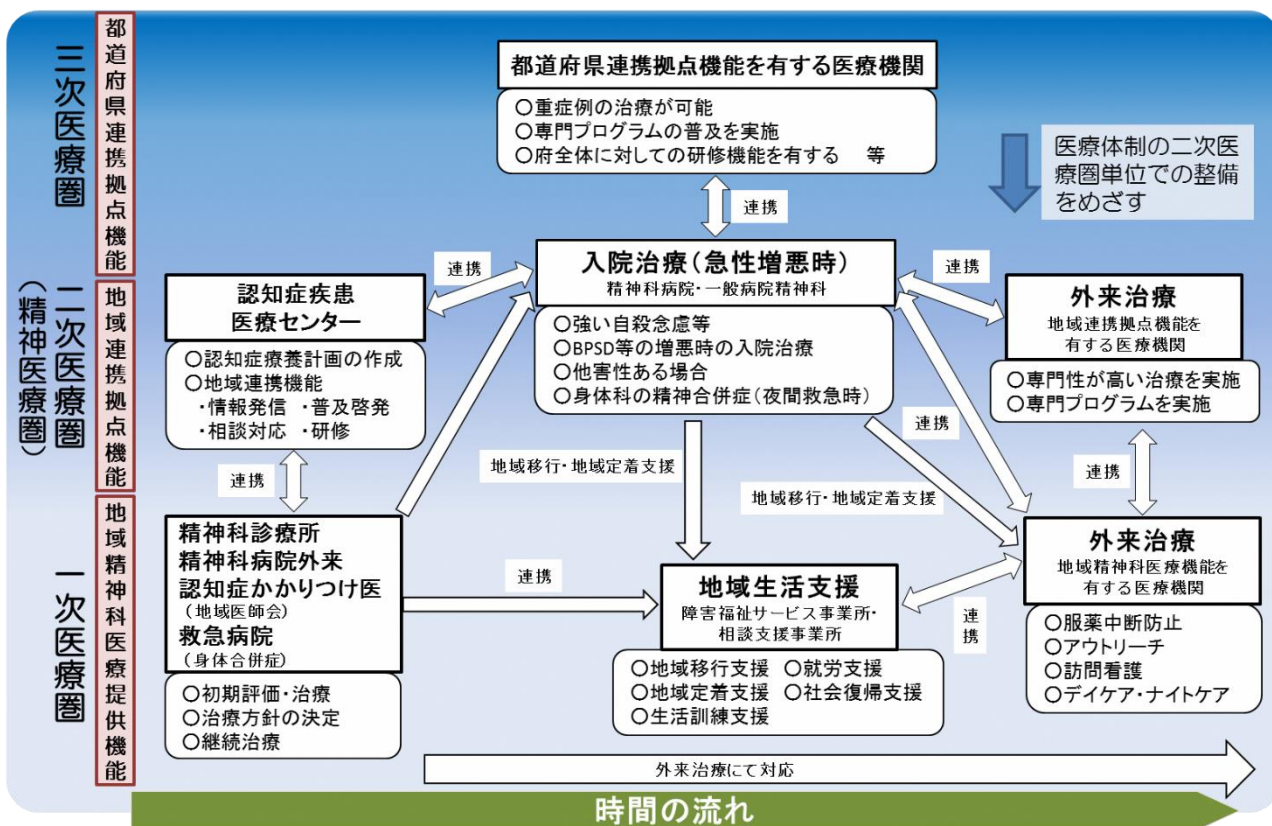 三次医療圏
都道府県連携拠点機能
都道府県連携拠点機能を有する医療機関
○重症例の治療が可能
○専門プログラムの普及を実施
○府全体に対しての研修機能を有する 等
医療体制の二次医
療圏単位での整備
をめざす
連携
二次医療圏
(精神医療圏)
地域連携拠点機能
連携
入院治療(急性増悪時)
精神科病院・一般病院精神科
○強い自殺念慮等
○BPSD等の増悪時の入院治療
○他害性ある場合
○身体科の精神合併症(夜間救急時)
連携
認知症疾患
医療センター
○認知症療養計画の作成
○地域連携機能
・情報発信 ・普及啓発
・相談対応 ・研修
外来治療
地域連携拠点機能を
有する医療機関
○専門性が高い治療を実施
○専門プログラムを実施
連携
連携
連携
地域移行・地域定着支援
地域移行・地域定着支援
一次医療圏
地域精神科医療提供機能
精神科診療所
精神科病院外来
認知症かかりつけ医
(地域医師会)
救急病院
(身体合併症)
○初期評価・治療
○治療方針の決定
○継続治療
連携
地域生活支援
障害福祉サービス事業所・
相談支援事業所
○地域移行支援 ○就労支援
○地域定着支援 ○社会復帰支援
○生活訓練支援
連携
外来治療
地域精神科医療機能を
有する医療機関
○服薬中断防止
○アウトリーチ
○訪問看護
○デイケア・ナイトケア
外来治療にて対応
時間の流れ